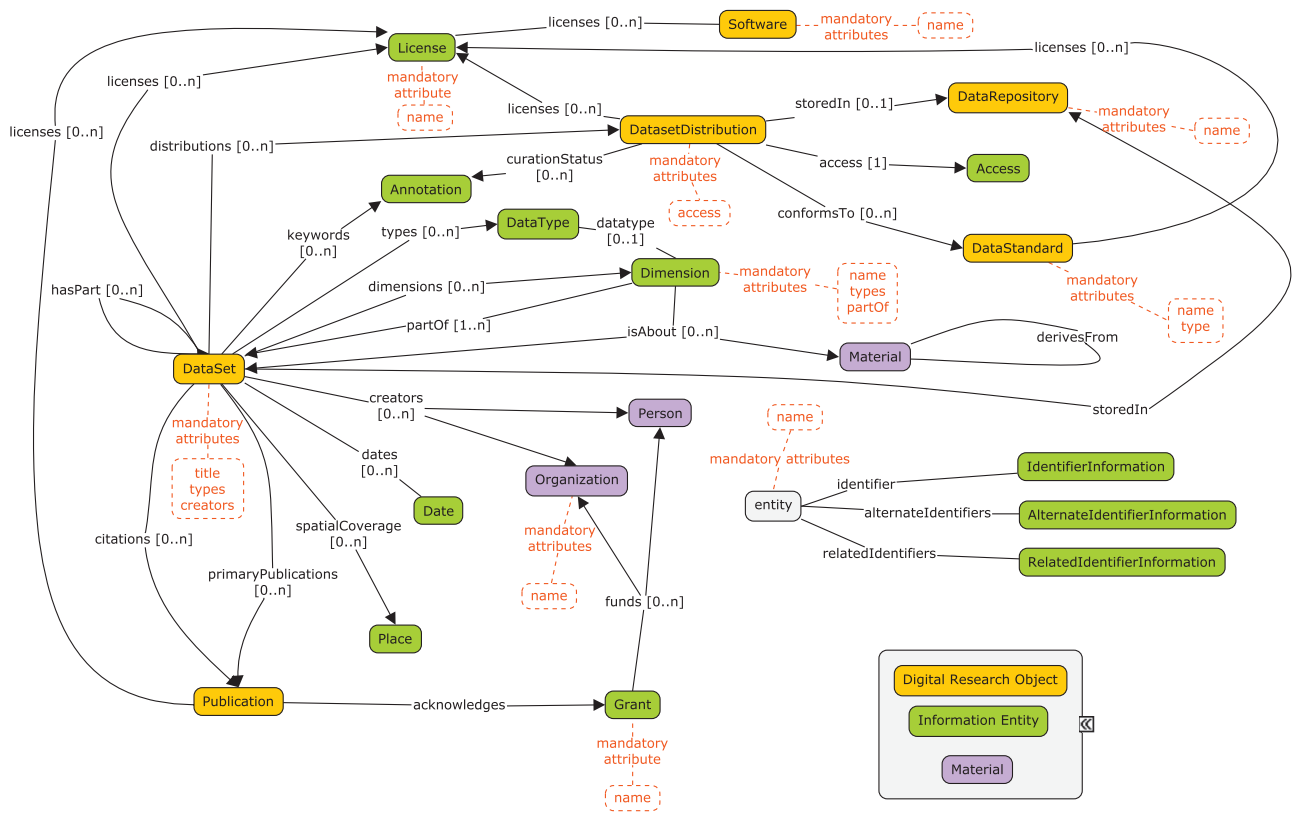 licenses [0..n]
Software
mandatory
attributes
name
License
licenses [0..n]
mandatory
attribute
name
licenses [0..n]
licenses [0..n]
licenses [0..n]
DatasetDistribution
storedIn [0..1]
DataRepository
mandatory
attributes
name
distributions [0..n]
curationStatus
[0..n]
mandatory
attributes
access
access [1]
Access
Annotation
conformsTo [0..n]
DataStandard
mandatory
attributes
name
type
keywords
[0..n]
types [0..n]
DataType
datatype
[0..1]
Dimension
mandatory
attributes
name
types
partOf
hasPart [0..n]
dimensions [0..n]
partOf [1..n]
isAbout [0..n]
Material
derivesFrom
DataSet
mandatory
attributes
title
types
creators
storedIn
creators
[0..n]
Person
Organization
mandatory
attributes
name
dates
[0..n]
Date
spatialCoverage
[0..n]
Place
citations [0..n]
primaryPublications
[0..n]
funds [0..n]
Publication
acknowledges
Grant
mandatory
attribute
name
name
mandatory attributes
entity
identifier
IdentifierInformation
alternateIdentifiers
AlternateIdentifierInformation
relatedIdentifiers
RelatedIdentifierInformation
Digital Research Object
Information Entity
Material